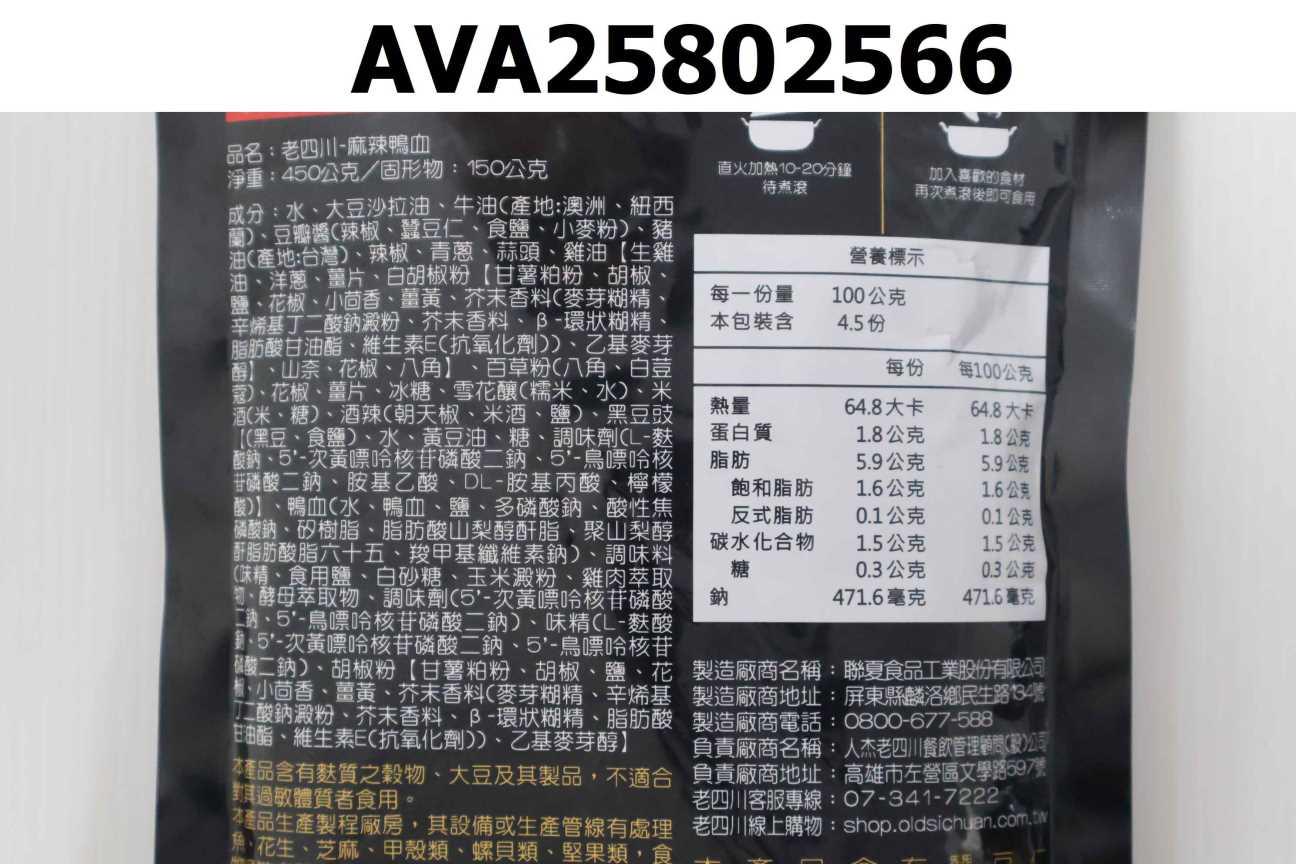 AVA25802566
品名：老四川-麻辣鴨血
淨重：450公克／固形物：150公克
成分：水、大豆沙拉油、牛油(產地:澳洲、紐西
蘭)、豆瓣醬(辣椒、蠶豆仁、食鹽、小麥粉)、豬
油(產地:台灣)、辣椒、青蔥、蒜頭、雞油【生雞
油、洋蔥、薑片、白胡椒粉【甘薯粕粉、胡椒、
鹽、花椒、小茴香、薑黃、芥末香料(麥芽糊精、
辛烯基丁二酸鈉澱粉、芥末香料、β-環狀糊精、
脂肪酸甘油酯、維生素E(抗氧化劑))、乙基麥芽
醇】、山奈、花椒、八角】、百草粉(八角、白荳
蔻)、花椒、薑片、冰糖、雪花釀(糯米、水)、米
酒(米、糖)、酒辣(朝天椒、米酒、鹽)、黑豆豉
【(黑豆、食鹽)、水、黃豆油、糖、調味劑(L-麩
酸鈉、5'-次黃嘌呤核苷磷酸二鈉、5'-鳥嘌呤核
苷磷酸二鈉、胺基乙酸、DL-胺基丙酸、檸檬
酸)】、鴨血(水、鴨血、鹽、多磷酸鈉、酸性焦
磷酸鈉、矽樹脂、脂肪酸山梨醇酐脂、聚山梨醇
酐脂肪酸脂六十五、羧甲基纖維素鈉)、調味料
(味精、食用鹽、白砂糖、玉米澱粉、雞肉萃取
物、酵母萃取物、調味劑(5'-次黃嘌呤核苷磷酸
二鈉、5'-鳥嘌呤核苷磷酸二鈉)、味精(L-麩酸
鈉、5'-次黃嘌呤核苷磷酸二鈉、5'-鳥嘌呤核苷
磷酸二鈉)、胡椒粉【甘薯粕粉、胡椒、鹽、花
椒、小茴香、薑黃、芥末香料(麥芽糊精、辛烯基
丁二酸鈉澱粉、芥末香料、β-環狀糊精、脂肪酸
甘油酯、維生素E(抗氧化劑))、乙基麥芽醇】
本產品含有麩質之穀物、大豆及其製品，不適合
對其過敏體質者食用。
本產品生產製程廠房，其設備或生產管線有處理
魚、花生、芝麻、甲殼類、螺貝類、堅果類，食
直火加熱10-20分鐘
待煮滾
加入喜歡的食材
再次煮滾後即可食用
營養標示
每一份量 100公克
本包裝含 4.5份
每份 每100公克
熱量 64.8大卡 64.8大卡
蛋白質 1.8公克 1.8公克
脂肪 5.9公克 5.9公克
飽和脂肪 1.6公克 1.6公克
反式脂肪 0.1公克 0.1公克
碳水化合物 1.5公克 1.5公克
糖 0.3公克 0.3公克
鈉 471.6毫克 471.6毫克
製造廠商名稱：聯夏食品工業股份有限公司
製造廠商地址：屏東縣麟洛鄉民生路134號
製造廠商電話：0800-677-588
負責廠商名稱：人杰老四川餐飲管理顧問(股)公司
負責廠商地址：高雄市左營區文學路597號
老四川客服專線：07-341-7222
老四川線上購物：shop.oldsichuan.com.tw